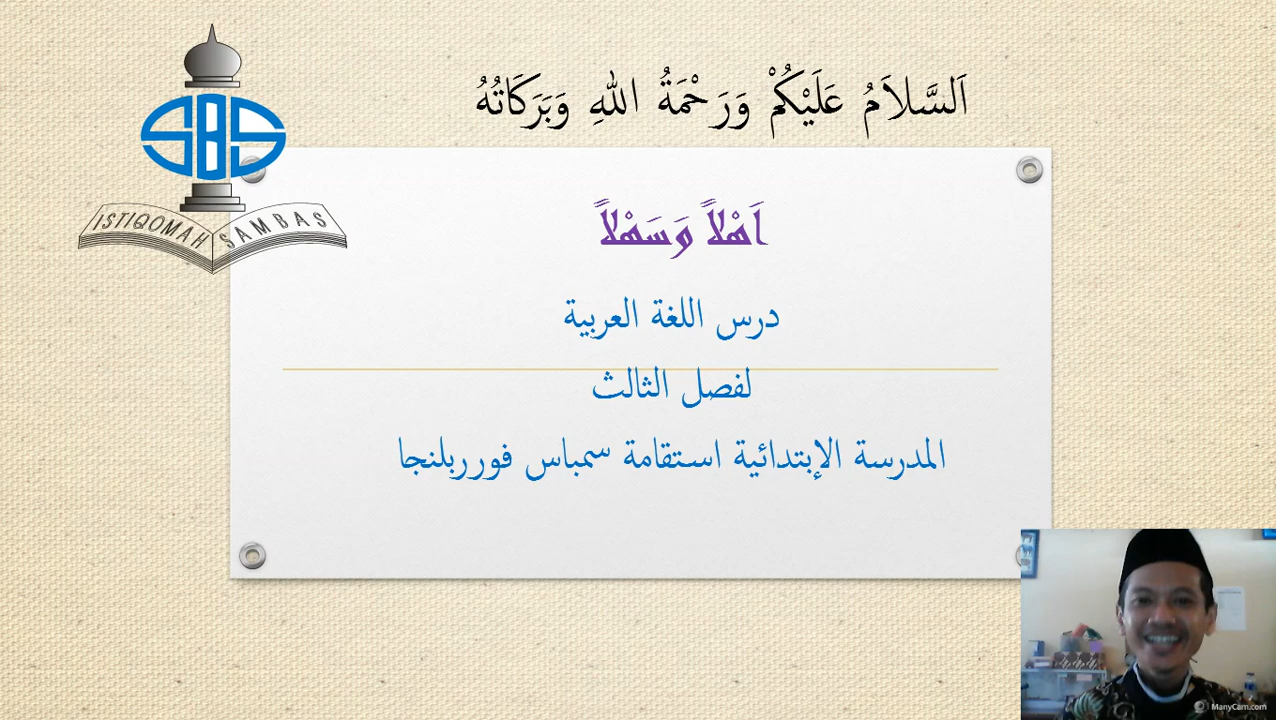 اَلسَّلاَمُ عَلَيْكُمْ وَرَحْمَةُ اللهِ وَبَرَكَاتُهُ
SBS
ISTIQOMAH SAMBAS
اَهْلاً وَسَهْلاً
درس اللغة العربية
لفصل الثالث
المدرسة الإبتدائية استقامة سمباس فورربلنجا
ManyCam.com